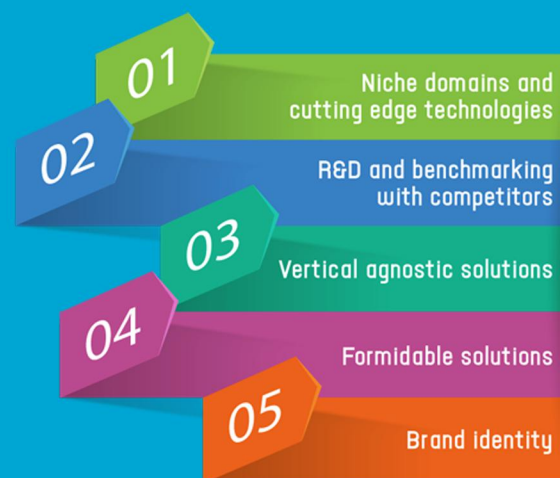 01
Niche domains and
cutting edge technologies
02
R&D and benchmarking
with competitors
03
Vertical agnostic solutions
04
Formidable solutions
05
Brand identity